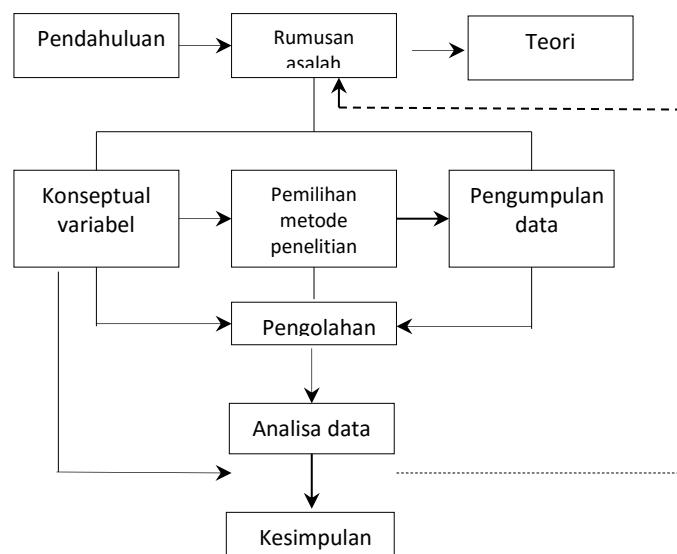 Pendahuluan
Rumusan
asalah
Teori
Konseptual
variabel
Pemilihan
metode
penelitian
Pengumpulan
data
Pengolahan
Analisa data
Kesimpulan